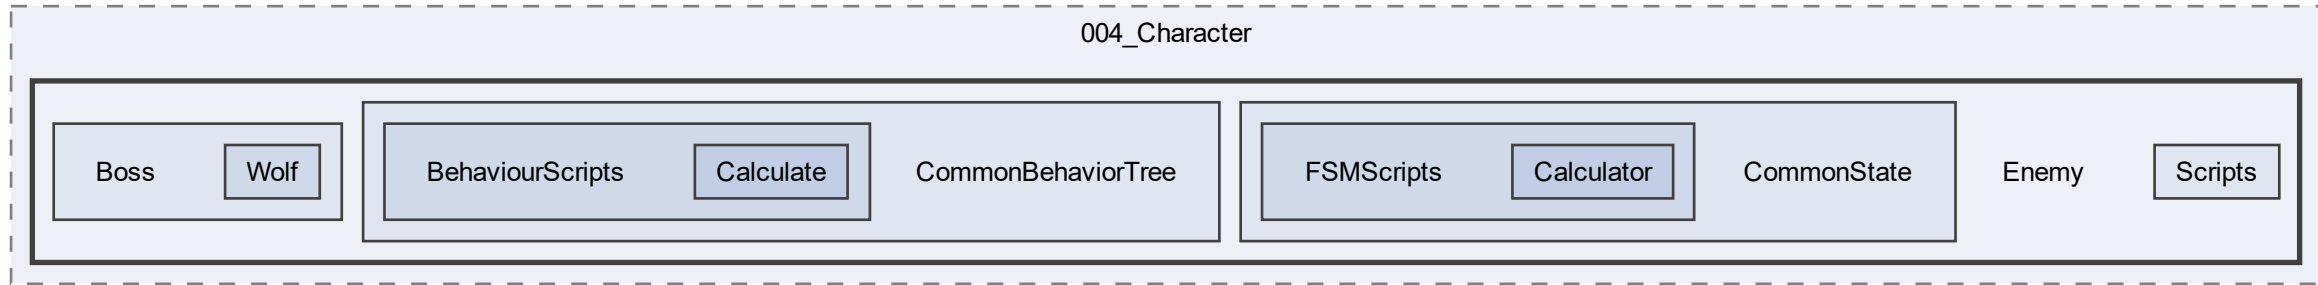 004_Character
Boss
Wolf
BehaviourScripts
Calculate
CommonBehaviorTree
FSMScripts
Calculator
CommonState
Enemy
Scripts